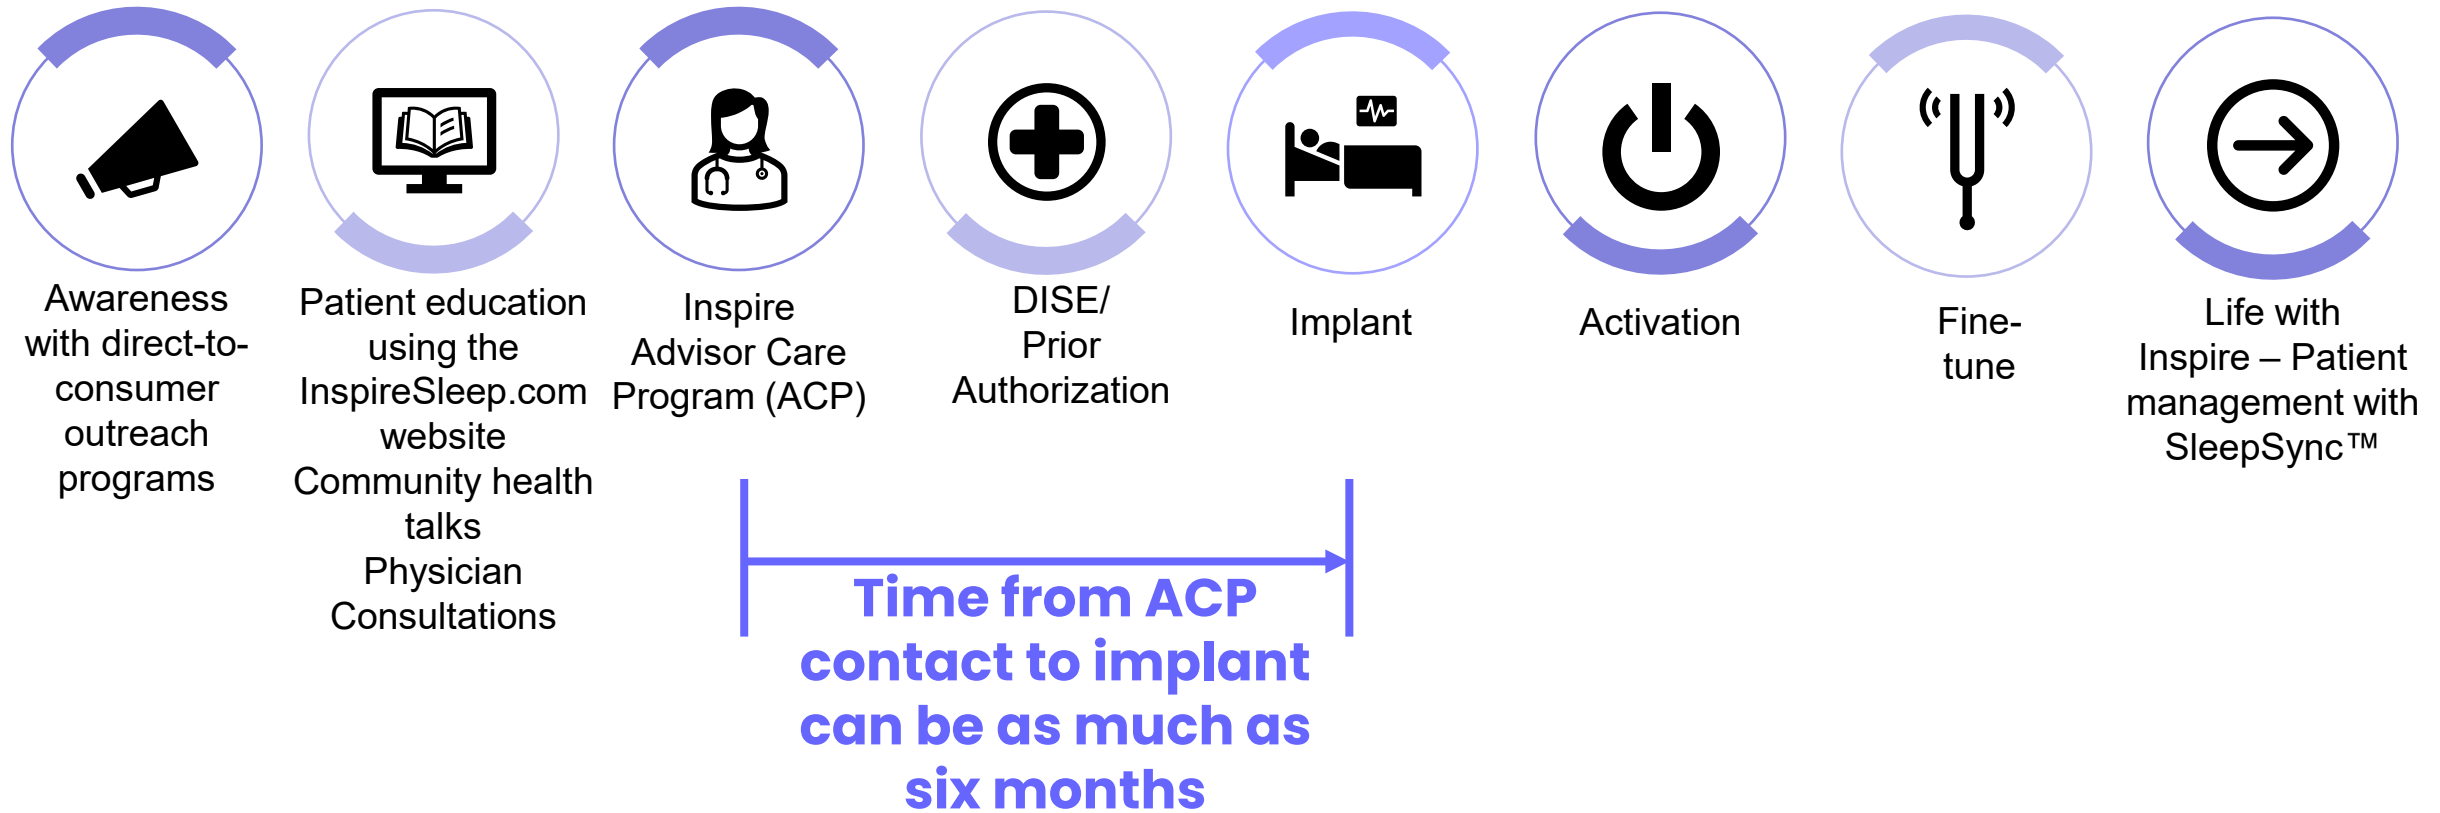 Awareness
with direct-to-
consumer
outreach
programs
Patient education
using the
InspireSleep.com
website
Community health
talks
Physician
Consultations
Inspire
Advisor Care
Program (ACP)
DISE/
Prior
Authorization
Implant
Activation
Fine-
tune
Life with
Inspire – Patient
management with
SleepSync™
Time from ACP
contact to implant
can be as much as
six months